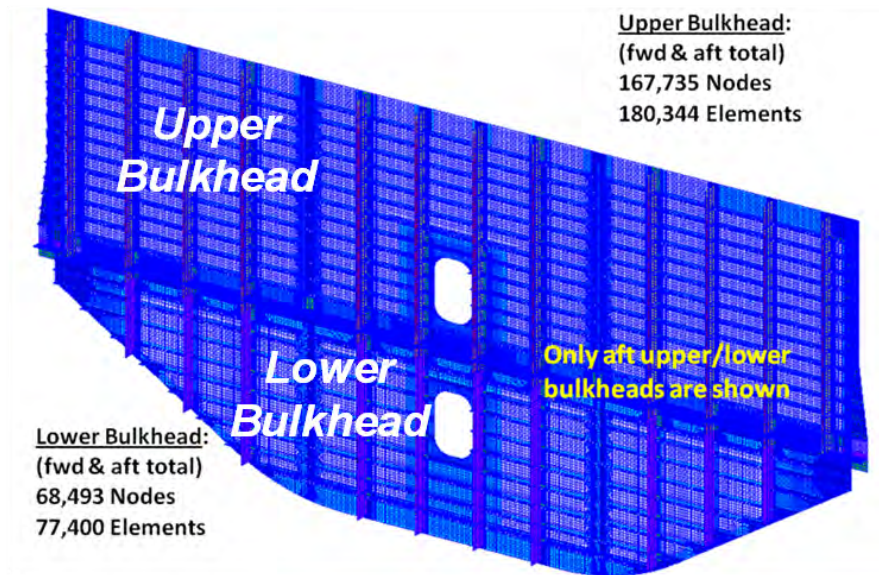 Upper Bulkhead:
(fwd & aft total)
167,735 Nodes
180,344 Elements
Upper
Bulkhead
Only aft upper/lower
bulkheads are shown
Lower
Bulkhead
Lower Bulkhead:
(fwd & aft total)
68,493 Nodes
77,400 Elements